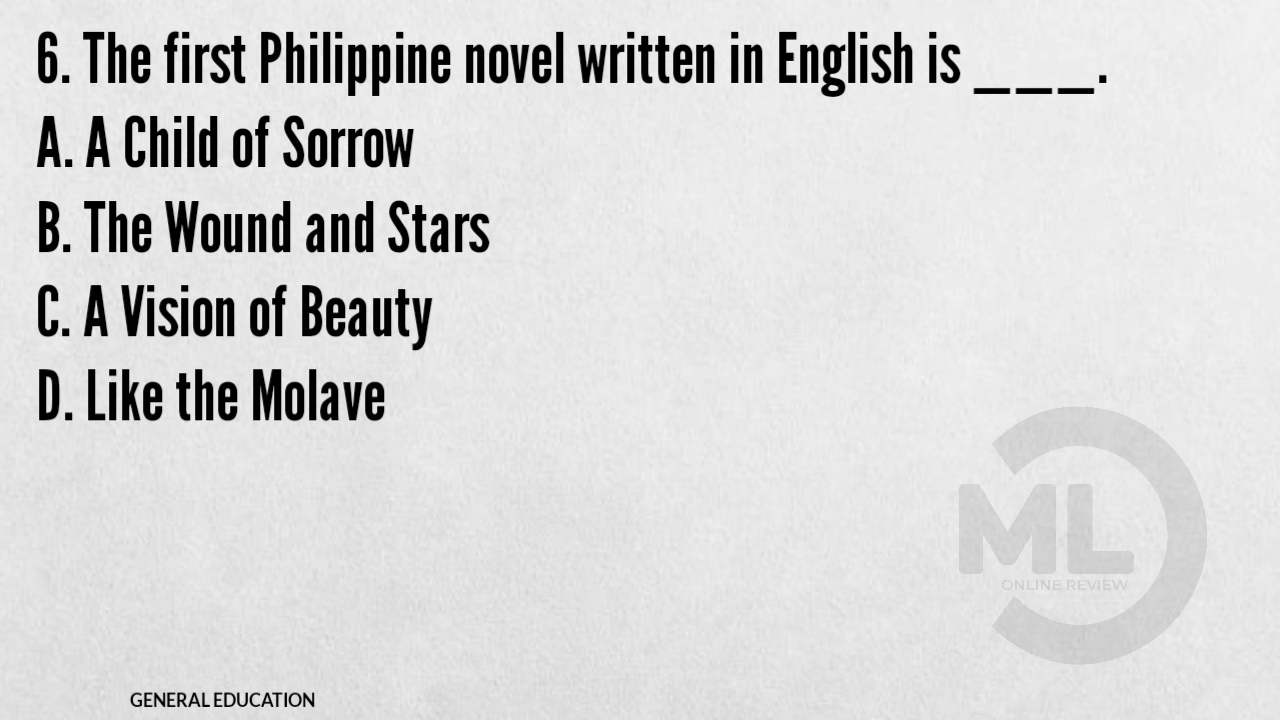 6. The first Philippine novel written in English is ___.
A. A Child of Sorrow
B. The Wound and Stars
C. A Vision of Beauty
D. Like the Molave
ML
ONLINE REVIEW
GENERAL EDUCATION